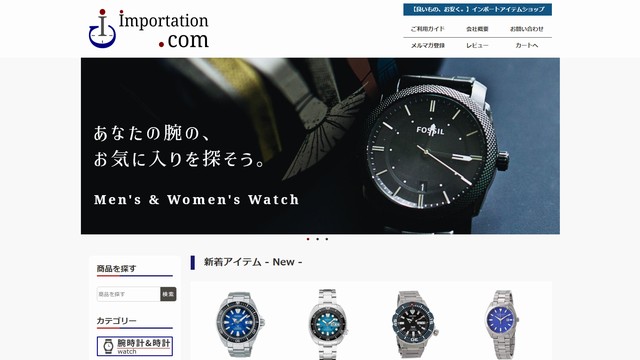 importation
.com
【良いもの、お安く。】インポートアイテムショップ
ご利用ガイド 会社概要 お問い合わせ
メルマガ登録 レビュー カートへ
あなたの腕の、
お気に入りを探そう。
Men's & Women's Watch
FOSSIL
商品を探す
商品を探す 検索
カテゴリー
腕時計&時計
watch
新着アイテム - New -